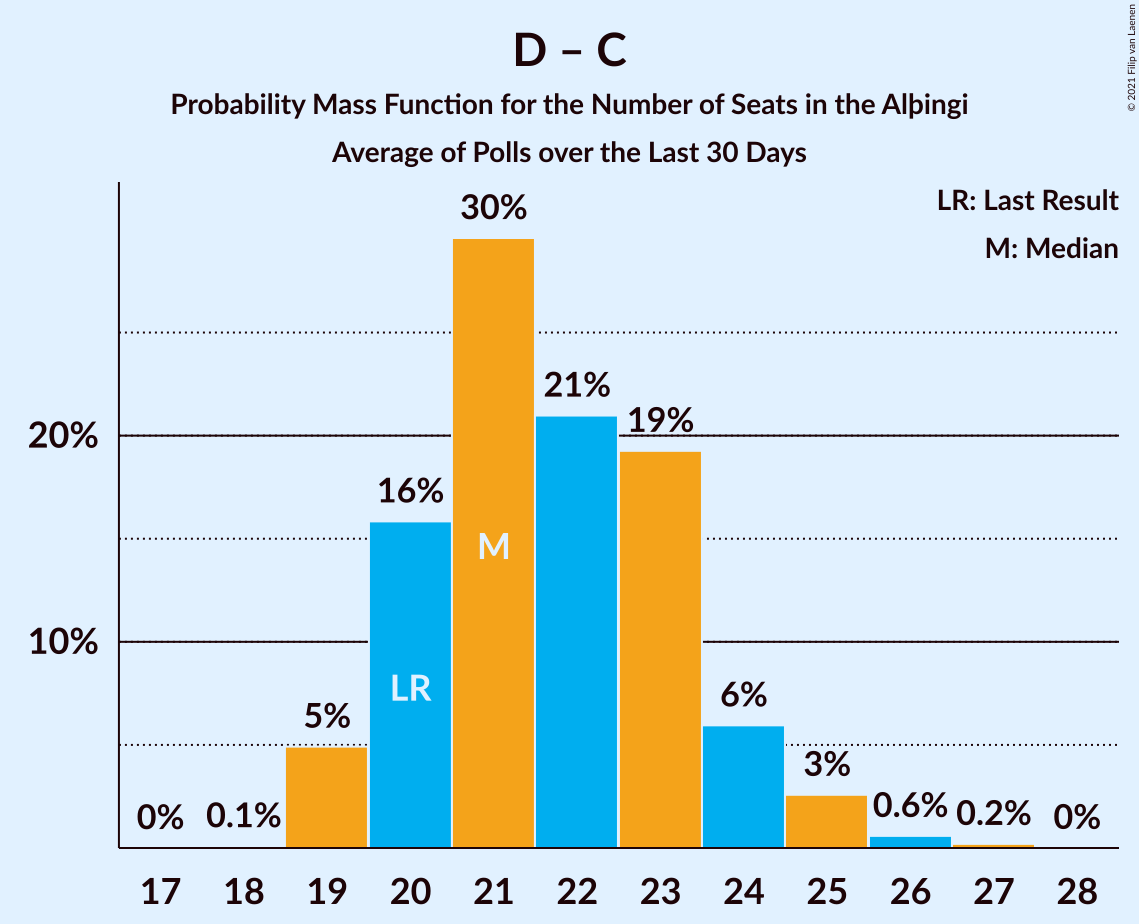 D – C
Probability Mass Function for the Number of Seats in the Alþingi
Average of Polls over the Last 30 Days
© 2021 Filip van Laenen
LR: Last Result
M: Median
30%
21%
19%
20%
16%
M
10%
LR
6%
5%
3%
0% 0.1% 0.6% 0.2% 0%
17 18 19 20 21 22 23 24 25 26 27 28